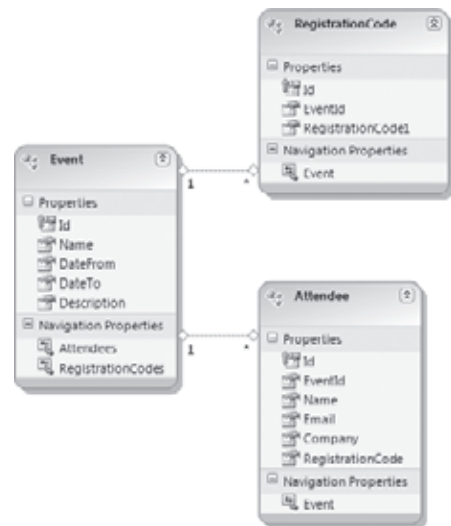 RegistrationCode
Properties
Id
EventId
RegistrationCode1
Navigation Properties
Event
Event
Properties
Id
Name
DateFrom
DateTo
Description
Navigation Properties
Attendees
RegistrationCodes
1
*
1
*
Attendee
Properties
Id
EventId
Name
Email
Company
RegistrationCode
Navigation Properties
Event